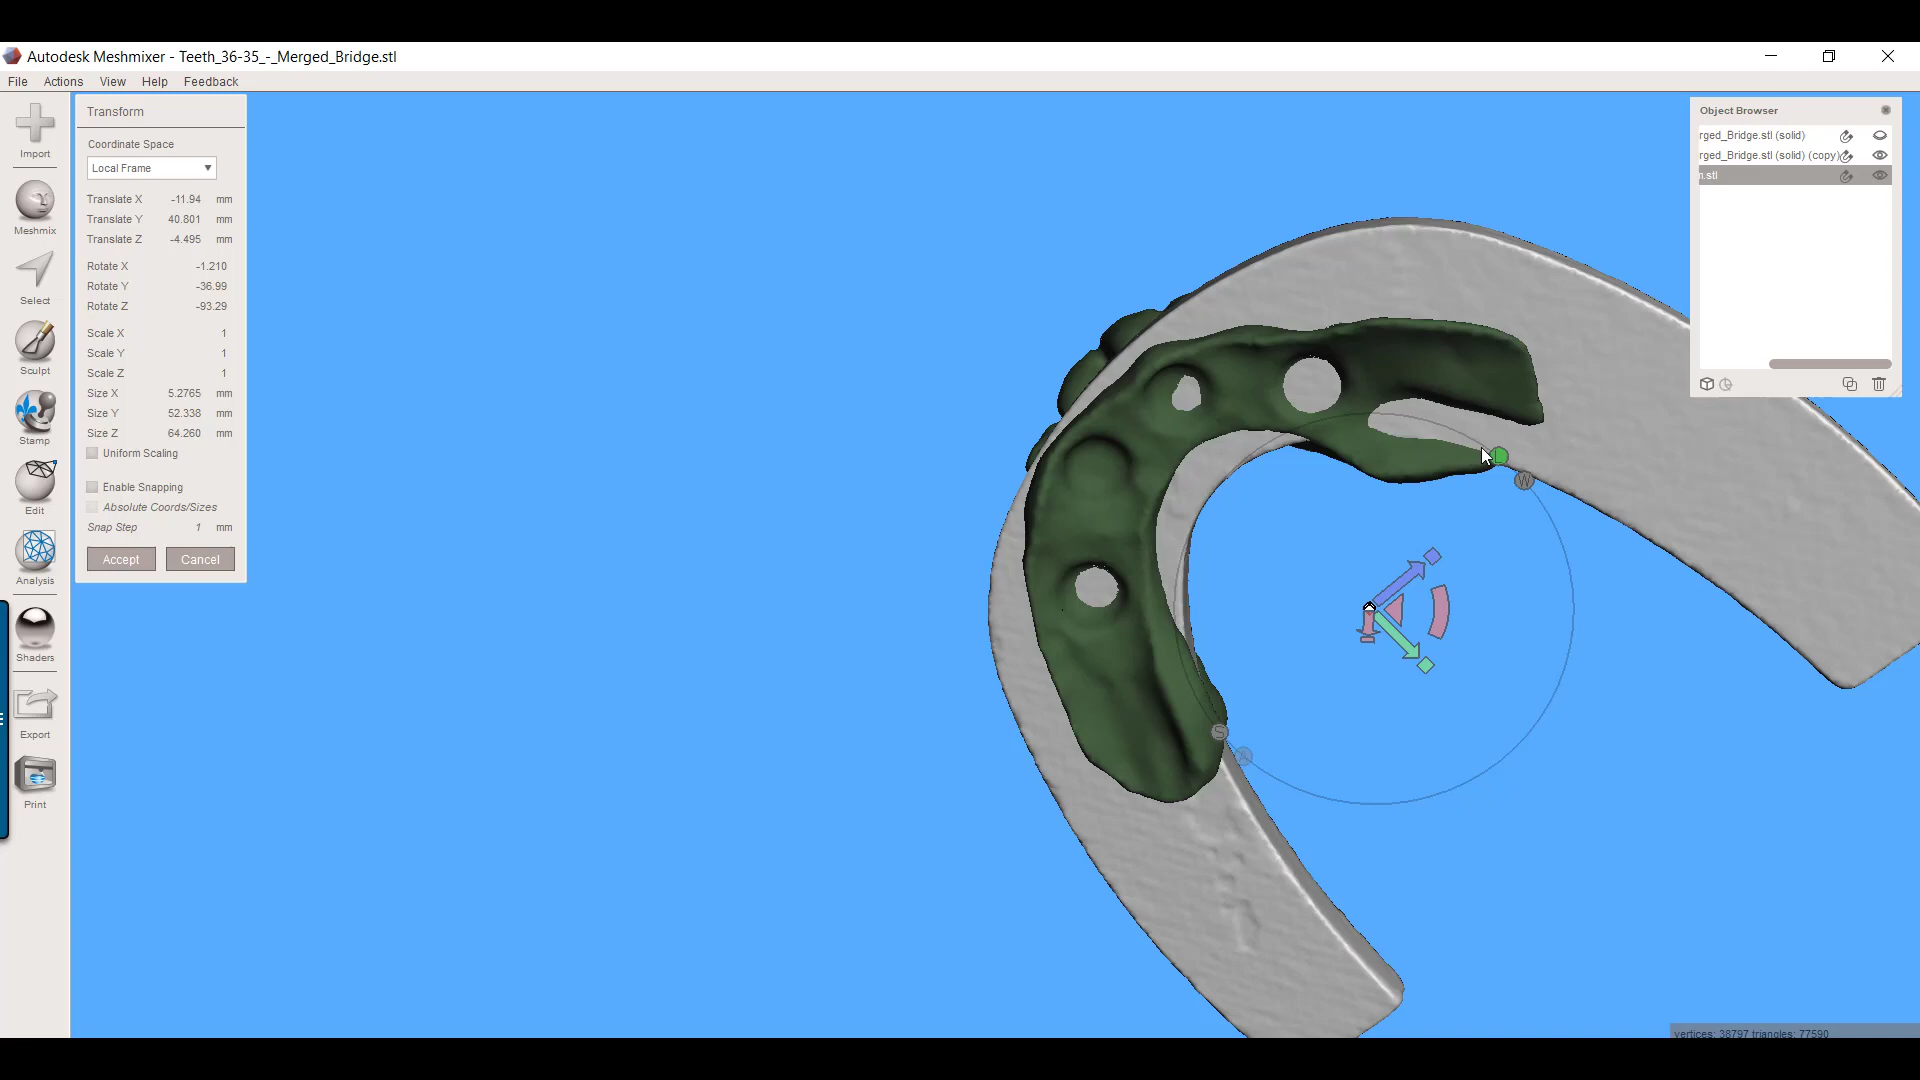 Autodesk Meshmixer - Teeth_36-35_-_Merged_Bridge.stl
File Actions View Help Feedback
Import
Meshmix
Select
Sculpt
Stamp
Edit
Analysis
Shaders
Export
Print
Transform
Coordinate Space
Local Frame
Translate X -11.94 mm
Translate Y 40.801 mm
Translate Z -4.495 mm
Rotate X -1.210
Rotate Y -36.99
Rotate Z -93.29
Scale X 1
Scale Y 1
Scale Z 1
Size X 5.2765 mm
Size Y 52.338 mm
Size Z 64.260 mm
Uniform Scaling
Enable Snapping
Absolute Coords/Sizes
Snap Step 1 mm
Accept Cancel
W
S
A
Object Browser
rged_Bridge.stl (solid)
rged_Bridge.stl (solid) (copy)
n.stl
vertices: 38797 triangles: 77590